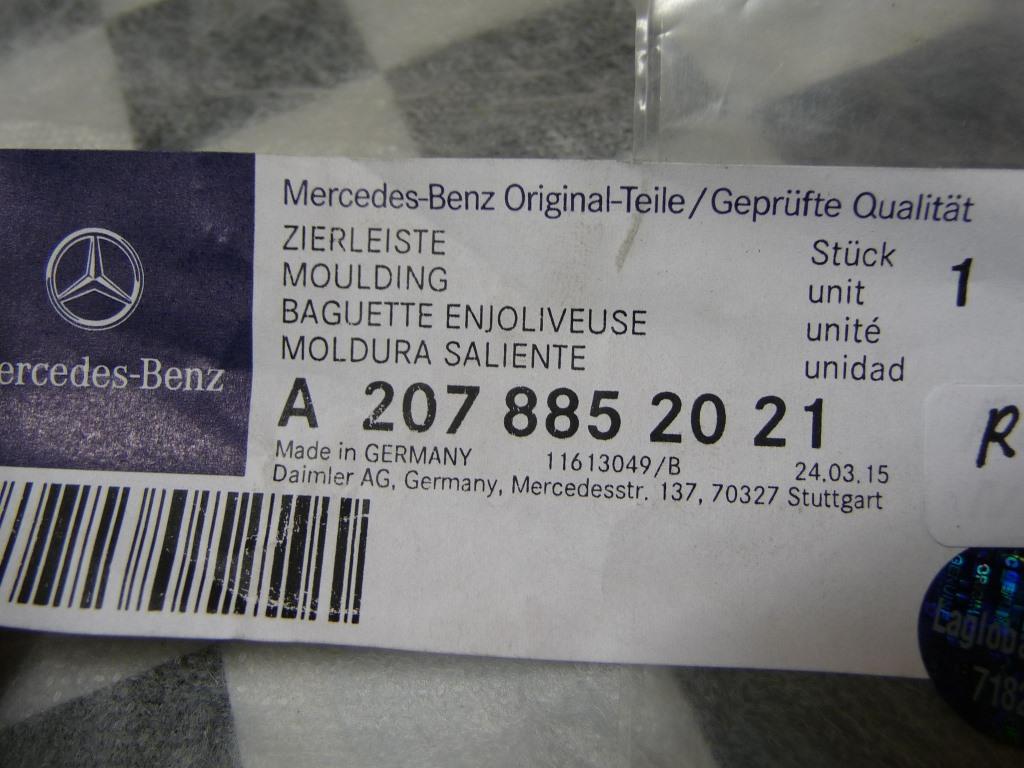 Mercedes-Benz Original-Teile/Geprüfte Qualität
ZIERLEISTE
MOULDING
BAGUETTE ENJOLIVEUSE
MOLDURA SALIENTE
Stück
unit
unité
unidad
1
ercedes-Benz
A 207 885 20 21
R
Made in GERMANY 11613049/B 24.03.15
Daimler AG, Germany, Mercedesstr. 137, 70327 Stuttgart
7182